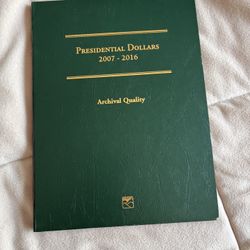 Presidential Dollars
2007 - 2016
Archival Quality